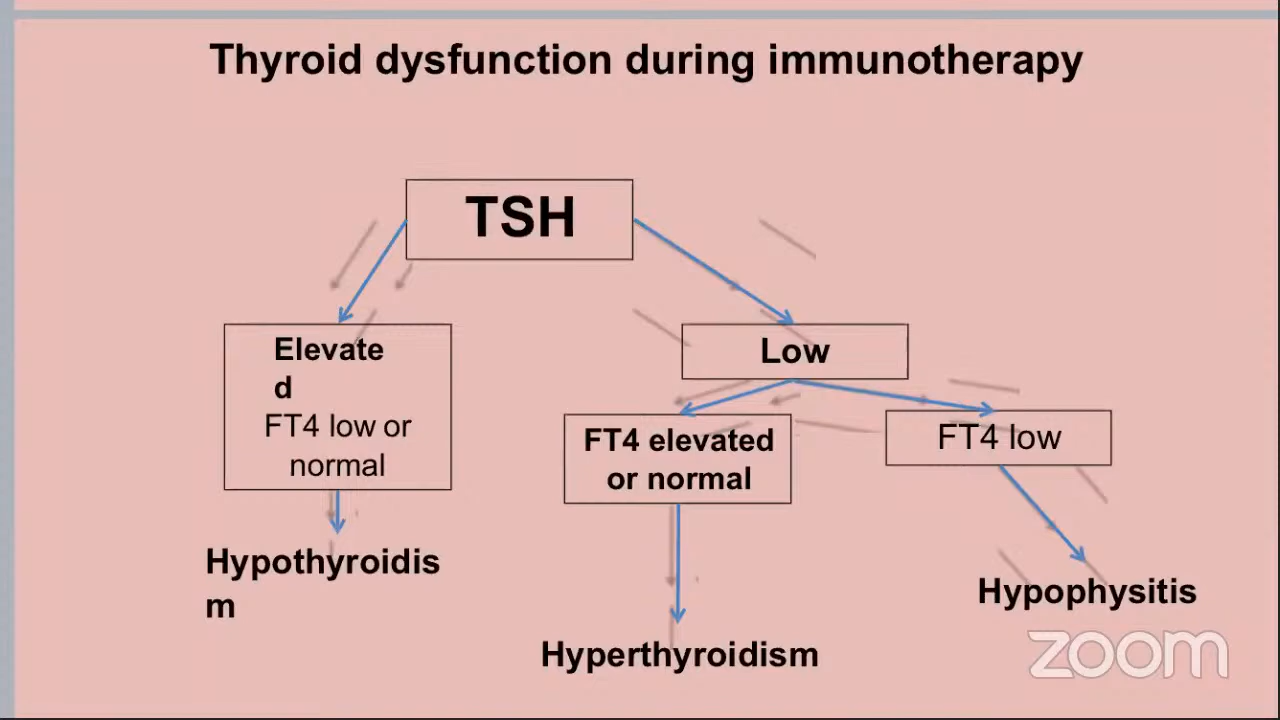 Thyroid dysfunction during immunotherapy
TSH
Elevate
d
FT4 low or
normal
Low
FT4 elevated
or normal
FT4 low
Hypothyroidis
m
Hyperthyroidism
Hypophysitis
zoom